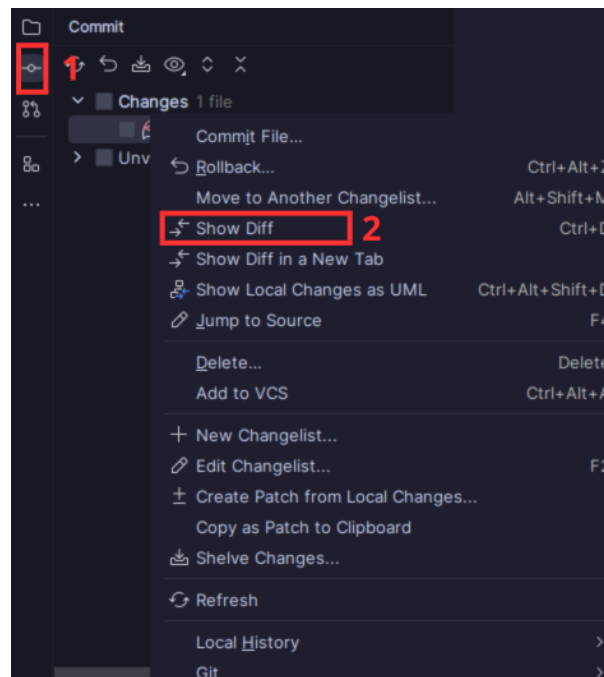 Commit
1
Changes 1 file
Commit File...
Unv
Rollback... Ctrl+Alt+Z
Move to Another Changelist... Alt+Shift+M
Show Diff 2 Ctrl+D
Show Diff in a New Tab
Show Local Changes as UML Ctrl+Alt+Shift+D
Jump to Source F4
Delete... Delete
Add to VCS Ctrl+Alt+A
New Changelist...
Edit Changelist... F2
Create Patch from Local Changes...
Copy as Patch to Clipboard
Shelve Changes...
Refresh
Local History
Git